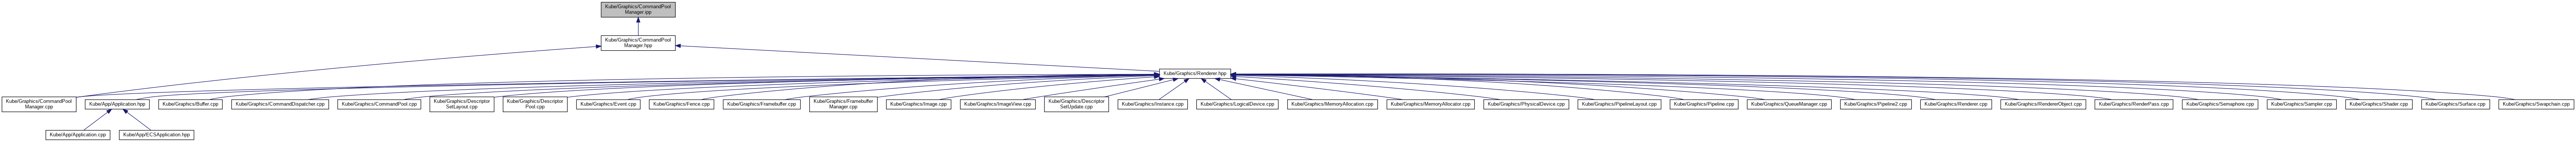 Kube/Graphics/CommandPool
Manager.ipp
Kube/Graphics/CommandPool
Manager.hpp
Kube/Graphics/Renderer.hpp
Kube/Graphics/CommandPool
Manager.cpp
Kube/App/Application.hpp
Kube/Graphics/Buffer.cpp
Kube/Graphics/CommandDispatcher.cpp
Kube/Graphics/CommandPool.cpp
Kube/Graphics/Descriptor
SetLayout.cpp
Kube/Graphics/Descriptor
Pool.cpp
Kube/Graphics/Event.cpp
Kube/Graphics/Fence.cpp
Kube/Graphics/Framebuffer.cpp
Kube/Graphics/Framebuffer
Manager.cpp
Kube/Graphics/Image.cpp
Kube/Graphics/ImageView.cpp
Kube/Graphics/Descriptor
SetUpdate.cpp
Kube/Graphics/Instance.cpp
Kube/Graphics/LogicalDevice.cpp
Kube/Graphics/MemoryAllocation.cpp
Kube/Graphics/MemoryAllocator.cpp
Kube/Graphics/PhysicalDevice.cpp
Kube/Graphics/PipelineLayout.cpp
Kube/Graphics/Pipeline.cpp
Kube/Graphics/QueueManager.cpp
Kube/Graphics/Pipeline2.cpp
Kube/Graphics/Renderer.cpp
Kube/Graphics/RendererObject.cpp
Kube/Graphics/RenderPass.cpp
Kube/Graphics/Semaphore.cpp
Kube/Graphics/Sampler.cpp
Kube/Graphics/Shader.cpp
Kube/Graphics/Surface.cpp
Kube/Graphics/Swapchain.cpp
Kube/App/Application.cpp
Kube/App/ECSApplication.hpp